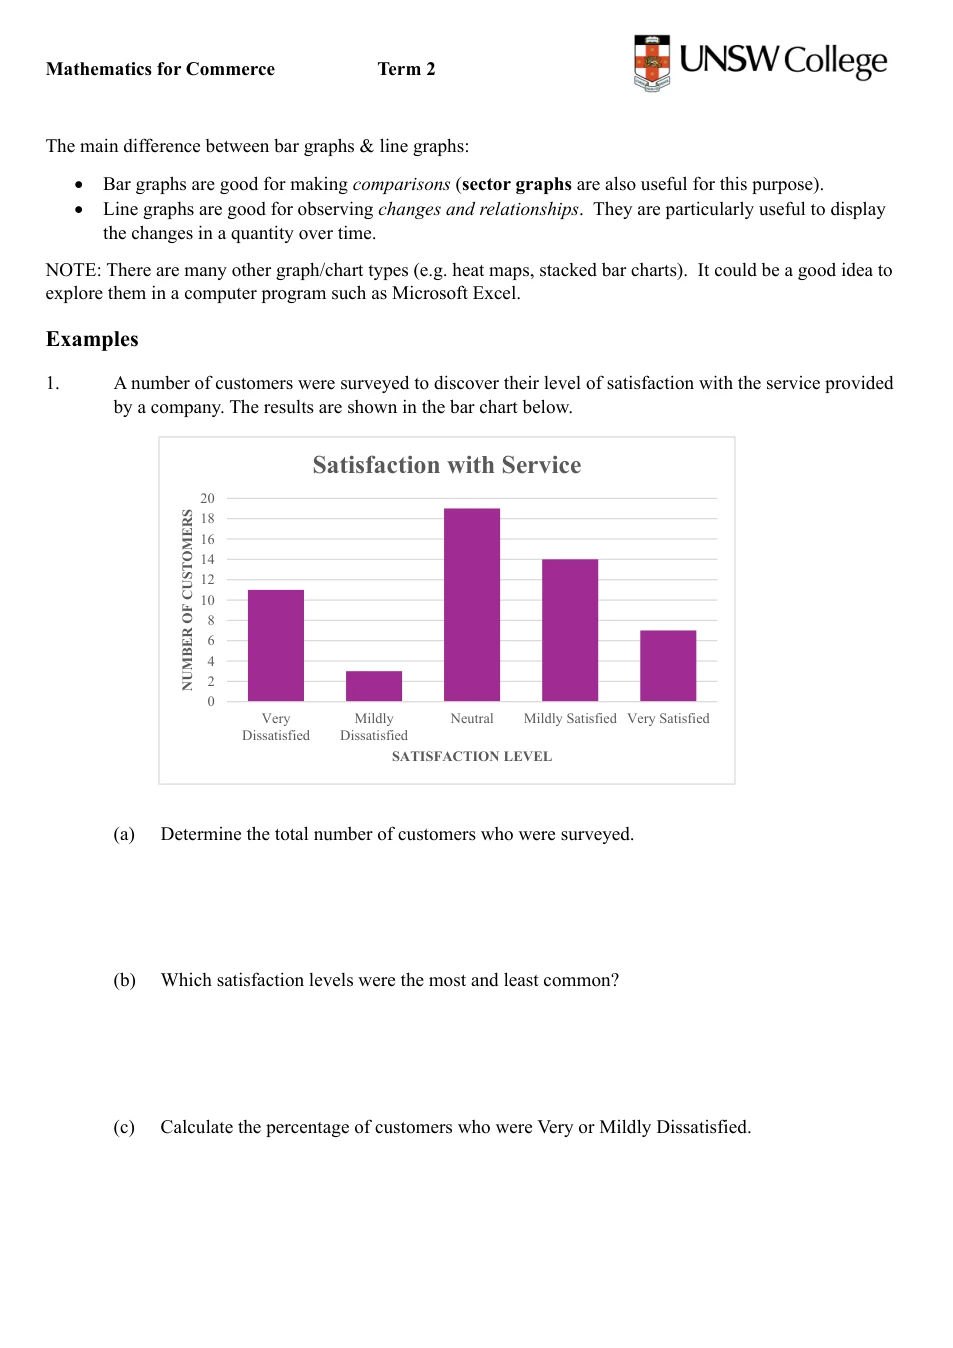 Mathematics for Commerce Term 2
UNSW College
The main difference between bar graphs & line graphs:
• Bar graphs are good for making comparisons (sector graphs are also useful for this purpose).
• Line graphs are good for observing changes and relationships. They are particularly useful to display
the changes in a quantity over time.
NOTE: There are many other graph/chart types (e.g. heat maps, stacked bar charts). It could be a good idea to
explore them in a computer program such as Microsoft Excel.
Examples
1. A number of customers were surveyed to discover their level of satisfaction with the service provided
by a company. The results are shown in the bar chart below.
Satisfaction with Service
NUMBER OF CUSTOMERS
20
18
16
14
12
10
8
6
4
2
0
Very Mildly Neutral Mildly Satisfied Very Satisfied
Dissatisfied Dissatisfied
SATISFACTION LEVEL
(a) Determine the total number of customers who were surveyed.
(b) Which satisfaction levels were the most and least common?
(c) Calculate the percentage of customers who were Very or Mildly Dissatisfied.